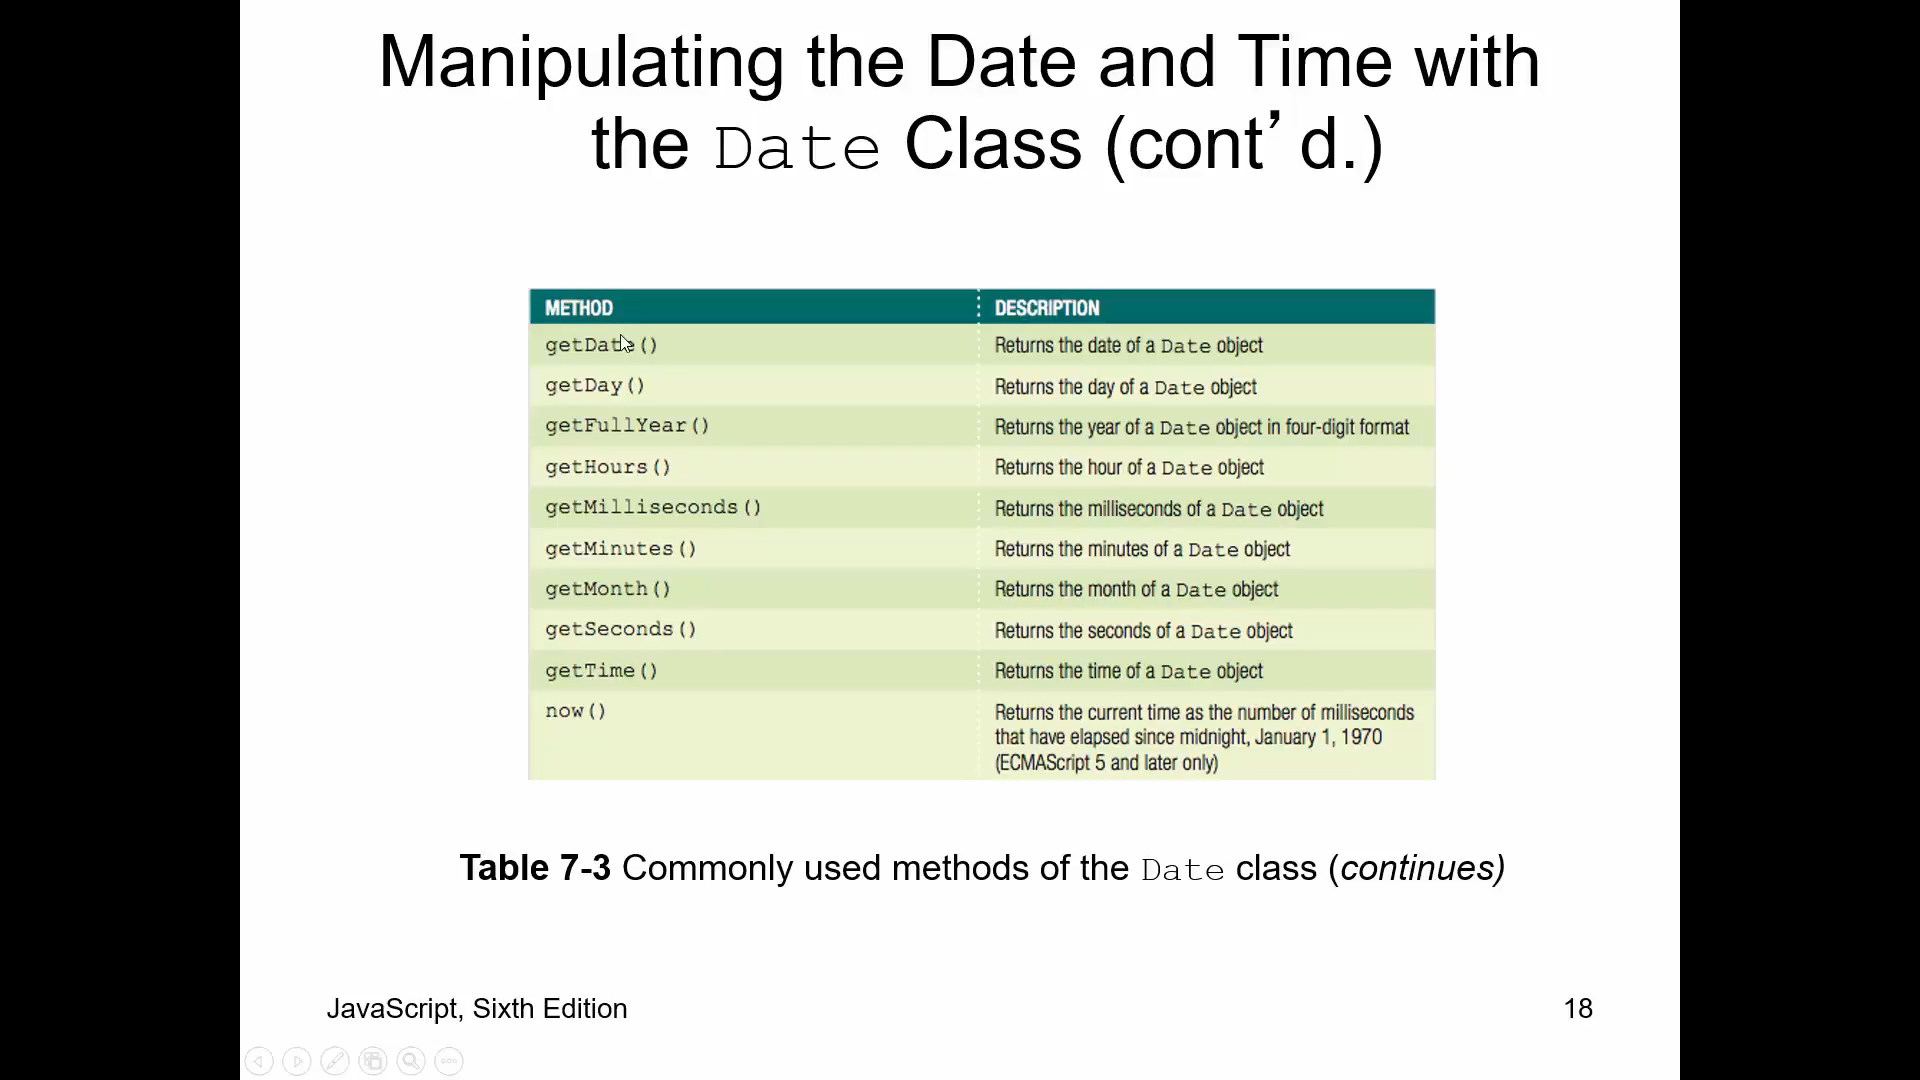 Manipulating the Date and Time with
the Date Class (cont’d.)
METHOD DESCRIPTION
getDate() Returns the date of a Date object
getDay() Returns the day of a Date object
getFullYear() Returns the year of a Date object in four-digit format
getHours() Returns the hour of a Date object
getMilliseconds() Returns the milliseconds of a Date object
getMinutes() Returns the minutes of a Date object
getMonth() Returns the month of a Date object
getSeconds() Returns the seconds of a Date object
getTime() Returns the time of a Date object
now() Returns the current time as the number of milliseconds
that have elapsed since midnight, January 1, 1970
(ECMAScript 5 and later only)
Table 7-3 Commonly used methods of the Date class (continues)
JavaScript, Sixth Edition 18